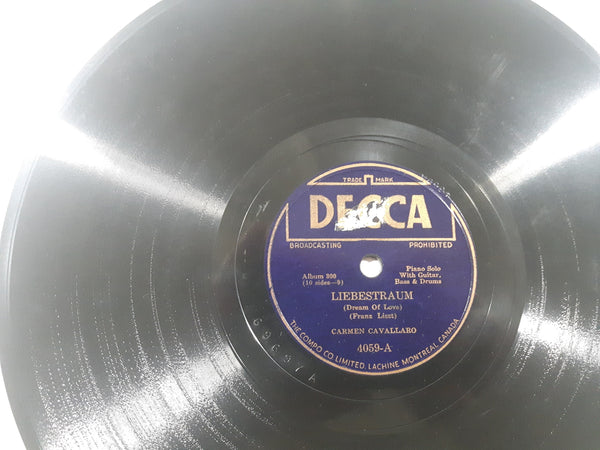 TRADE MARK
DECCA
BROADCASTING PROHIBITED
Album 300
(10 sides—9)
Piano Solo
With Guitar,
Bass & Drums
LIEBESTRAUM
(Dream Of Love)
(Franz Liszt)
CARMEN CAVALLARO
4059-A
THE COMPO CO LIMITED, LACHINE MONTREAL CANADA